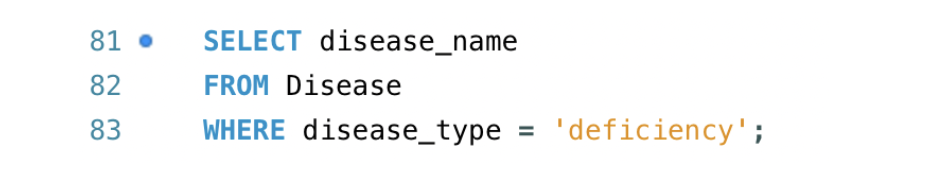 81 SELECT disease_name
82 FROM Disease
83 WHERE disease_type = 'deficiency';